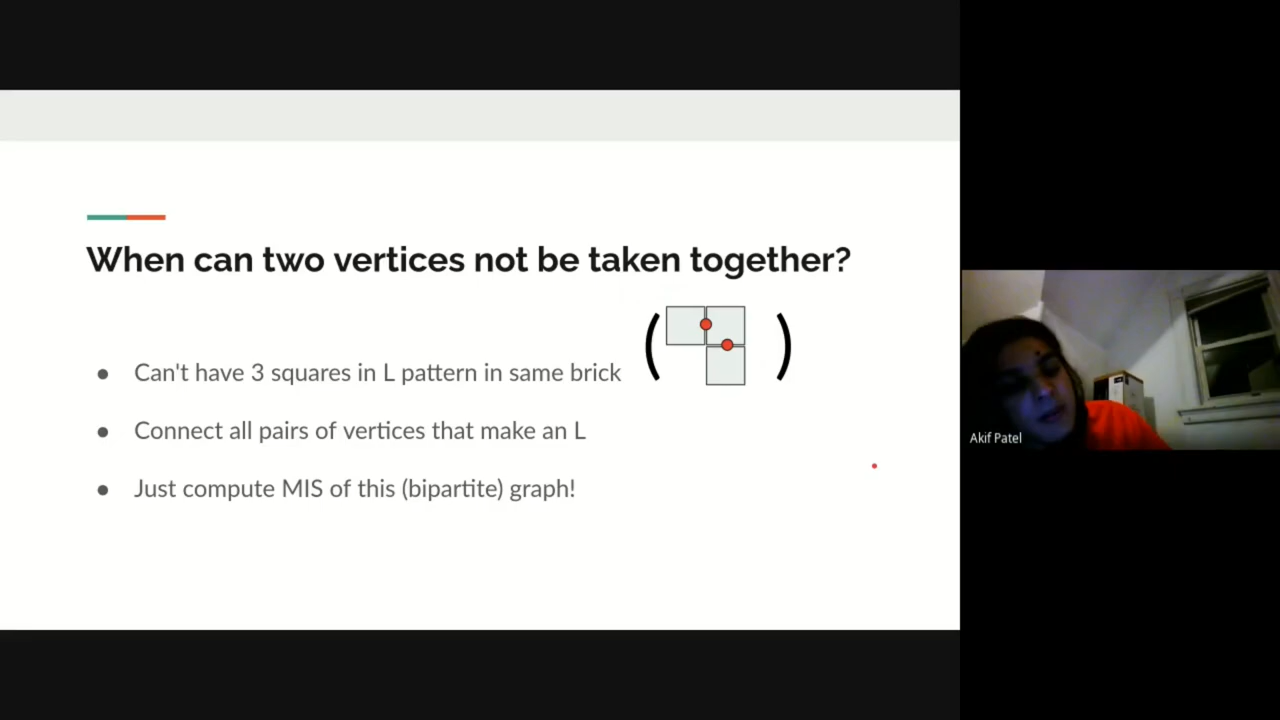 When can two vertices not be taken together?
● Can't have 3 squares in L pattern in same brick ( )
● Connect all pairs of vertices that make an L
● Just compute MIS of this (bipartite) graph!
Akif Patel